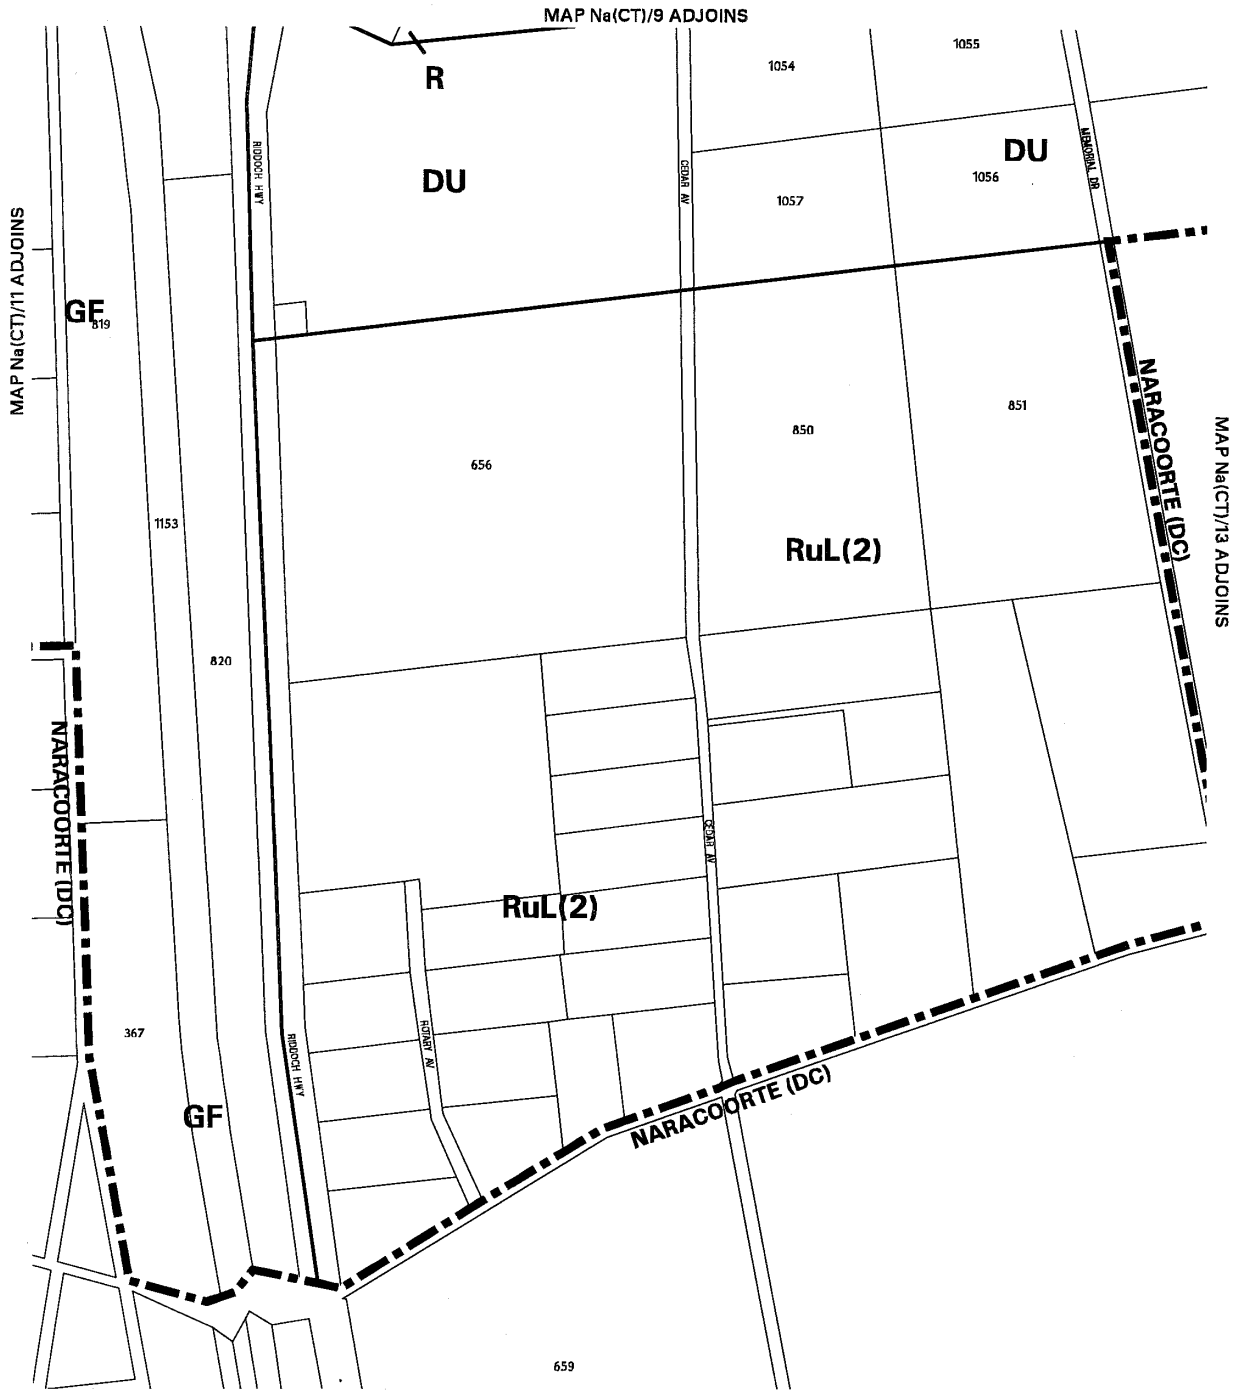 MAP Na(CT)/9 ADJOINS
1055
1054
R
DU
1056
DU
1057
RIDDOCH HWY
CEDAR AV
MEMORIAL DR
MAP Na(CT)/11 ADJOINS
GF
819
851
850
656
NARACOORTE (DC)
MAP Na(CT)/13 ADJOINS
1153
RuL(2)
820
NARACOORTE (DC)
CEDAR AV
RuL(2)
367
ROTARY AV
RIDDOCH HWY
GF
NARACOORTE (DC)
659